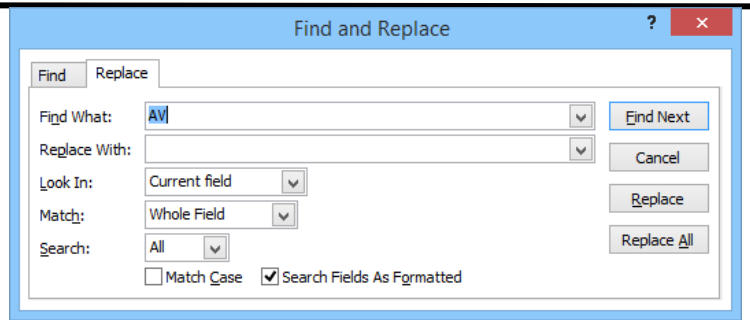 Find and Replace ? ×
Find Replace
Find What: AV Find Next
Replace With: Cancel
Look In: Current field
Replace
Match: Whole Field
Search: All Replace All
Match Case Search Fields As Formatted